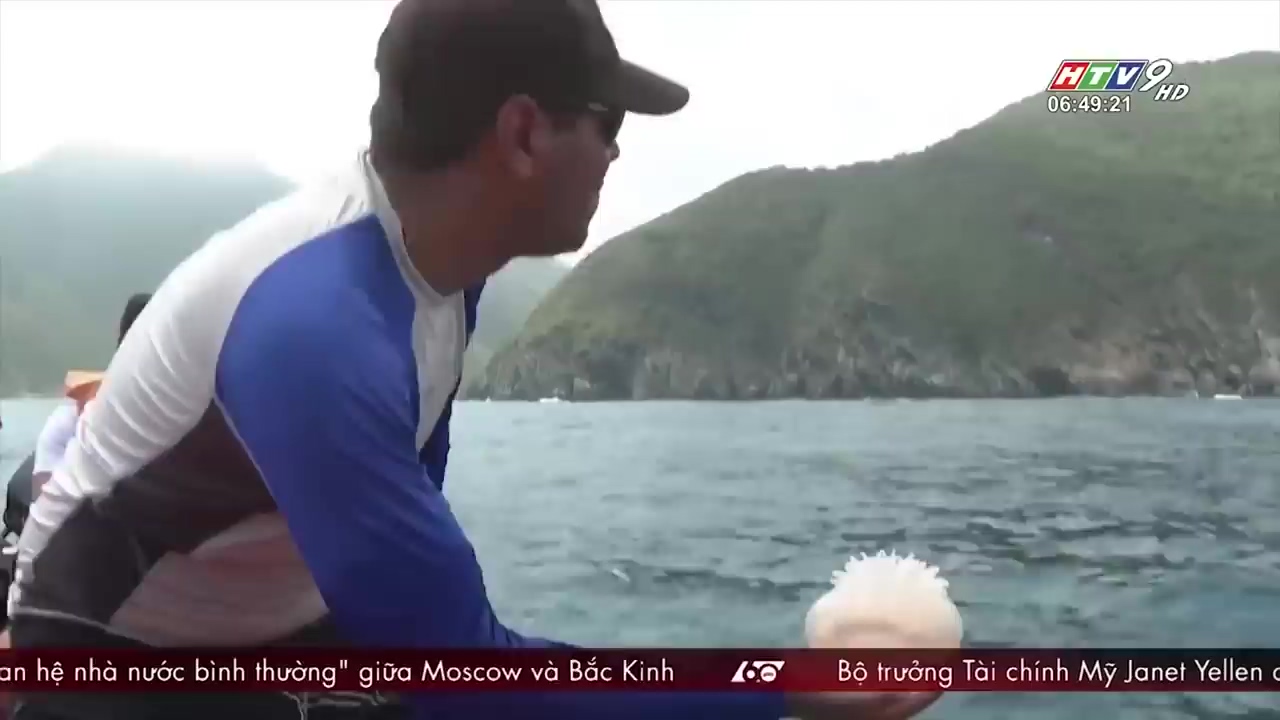 HTV9 HD
06:49:21
an hệ nhà nước bình thường" giữa Moscow và Bắc Kinh 60 Bộ trưởng Tài chính Mỹ Janet Yellen